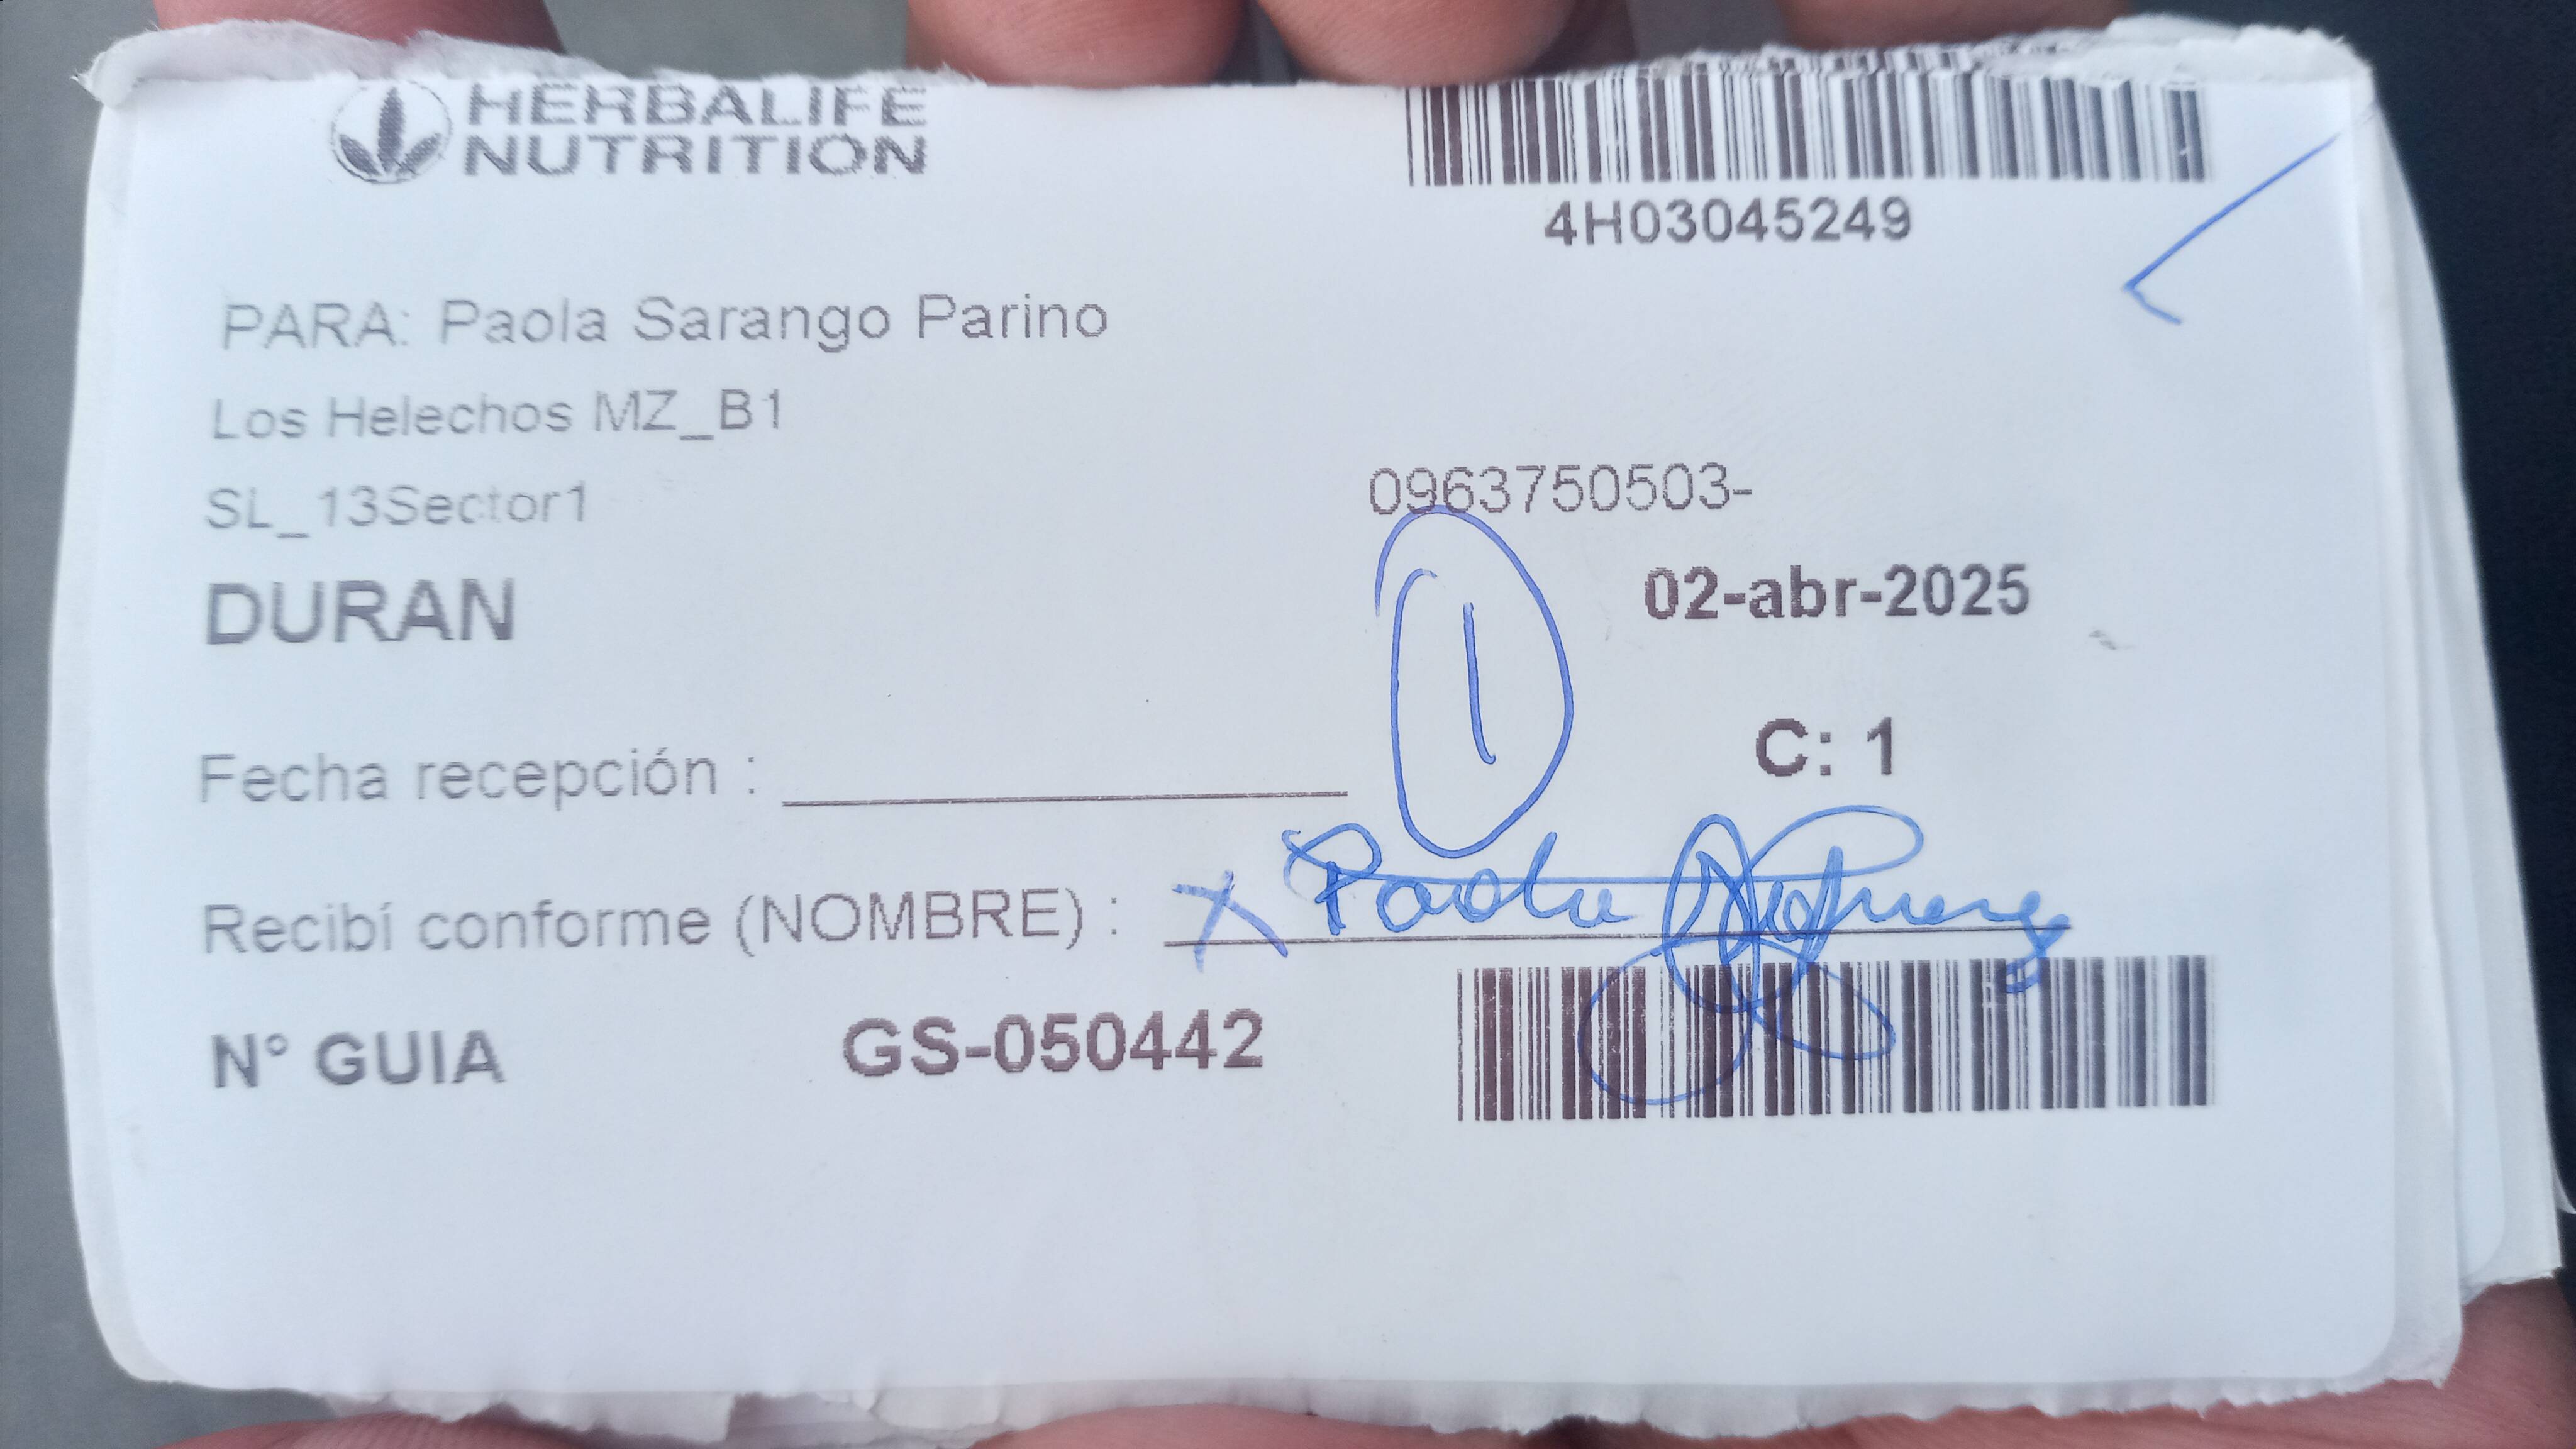 HERBALIFE
NUTRITION
4H03045249
PARA: Paola Sarango Parino
Los Helechos MZ_B1
SL_13Sector1
0963750503-
DURAN
02-abr-2025
1
C: 1
Fecha recepción :
Recibí conforme (NOMBRE) : X Paola
N° GUIA GS-050442